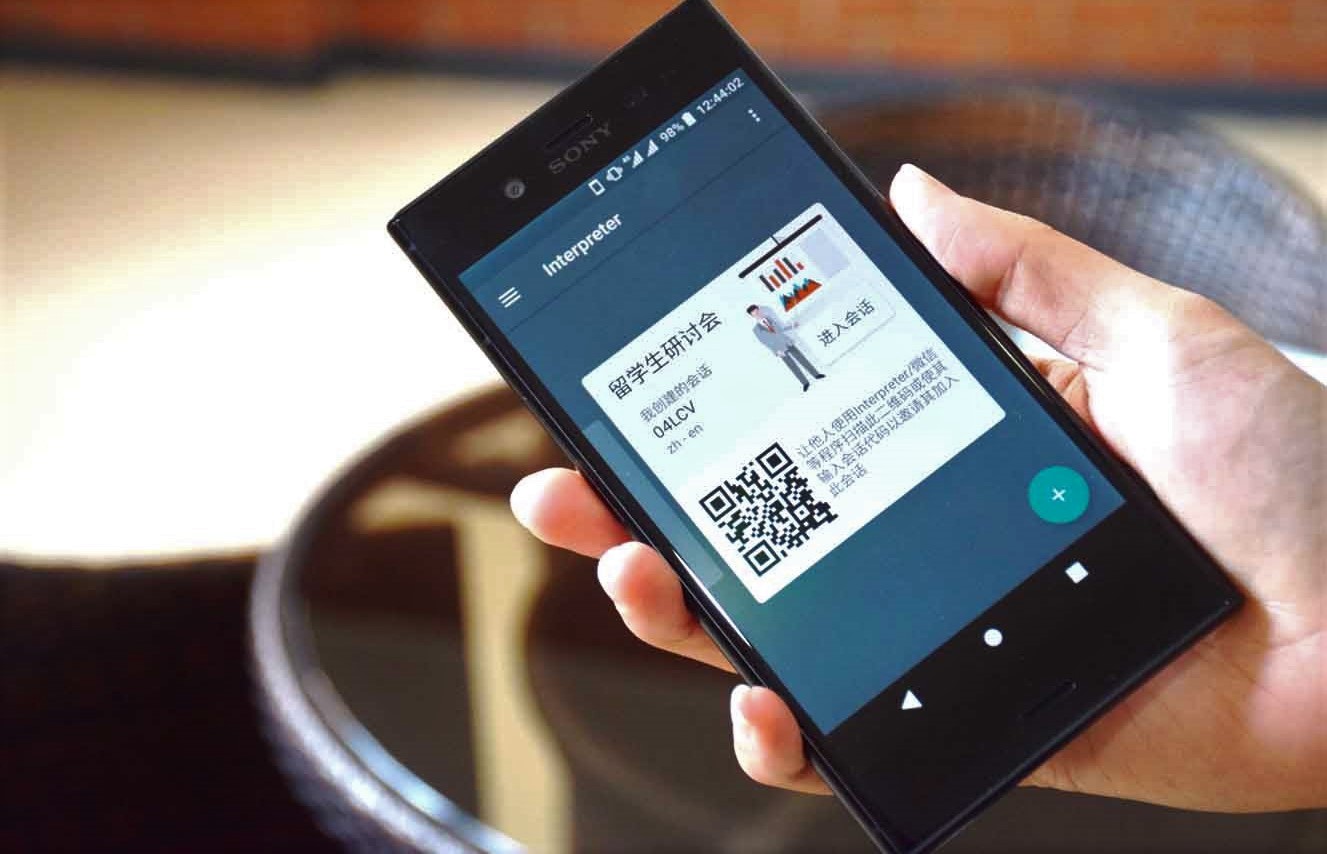 SONY
98% 12:44:02
Interpreter
留学生研讨会
我创建的会话
04LCV
zh - en
进入会话
让他人使用Interpreter/微信
等程序扫描此二维码或使其
输入会话代码以邀请其加入
此会话